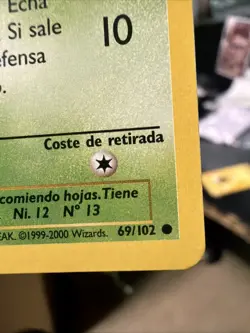 Echa
Si sale
10
efensa
.
Coste de retirada
comiendo hojas. Tiene
Ni. 12 Nº 13
EAK. ©1999-2000 Wizards. 69/102 ●